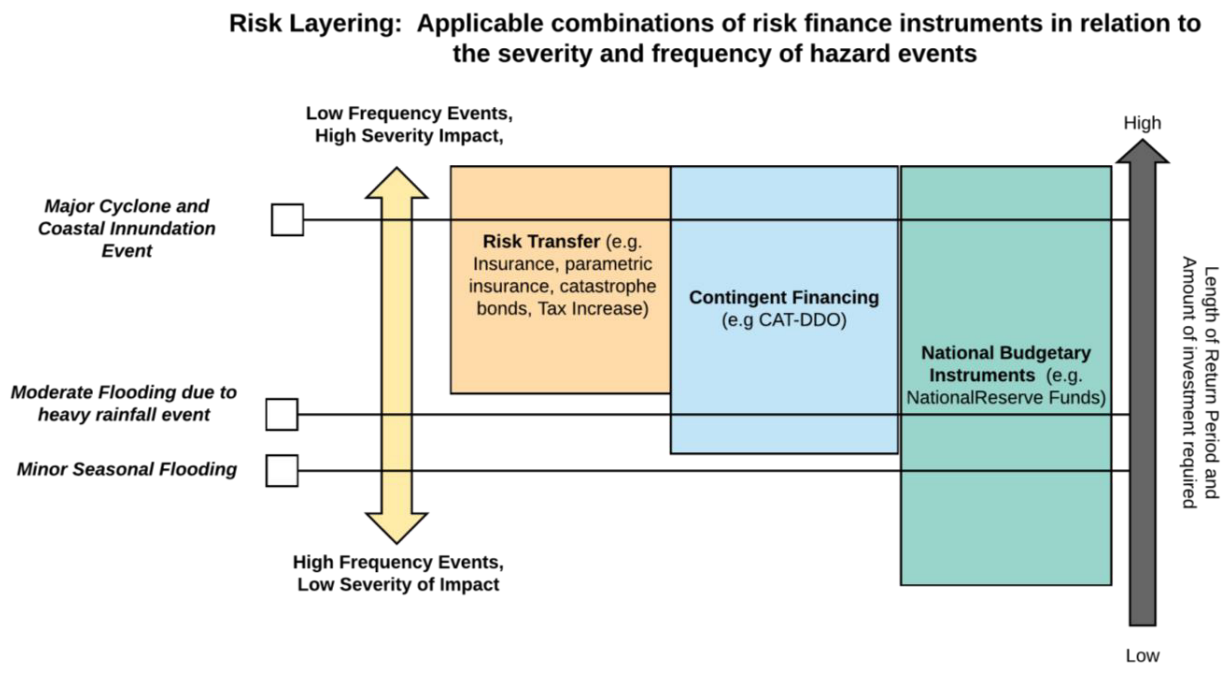 Risk Layering:  Applicable combinations of risk finance instruments in relation to
the severity and frequency of hazard events
Low Frequency Events,
High Severity Impact,
High
Major Cyclone and
Coastal Innundation
Event
Risk Transfer (e.g.
Insurance, parametric
insurance, catastrophe
bonds, Tax Increase)
Contingent Financing
(e.g CAT-DDO)
National Budgetary
Instruments  (e.g.
NationalReserve Funds)
Length of Return Period and
Amount of investment required
Moderate Flooding due to
heavy rainfall event
Minor Seasonal Flooding
High Frequency Events,
Low Severity of Impact
Low